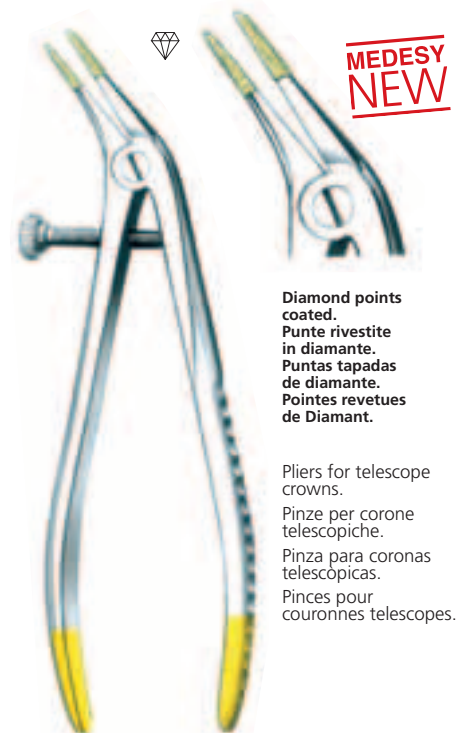 MEDESY
NEW
Diamond points
coated.
Punte rivestite
in diamante.
Puntas tapadas
de diamante.
Pointes revetues
de Diamant.
Pliers for telescope
crowns.
Pinze per corone
telescopiche.
Pinza para coronas
telescòpicas.
Pinces pour
couronnes telescopes.